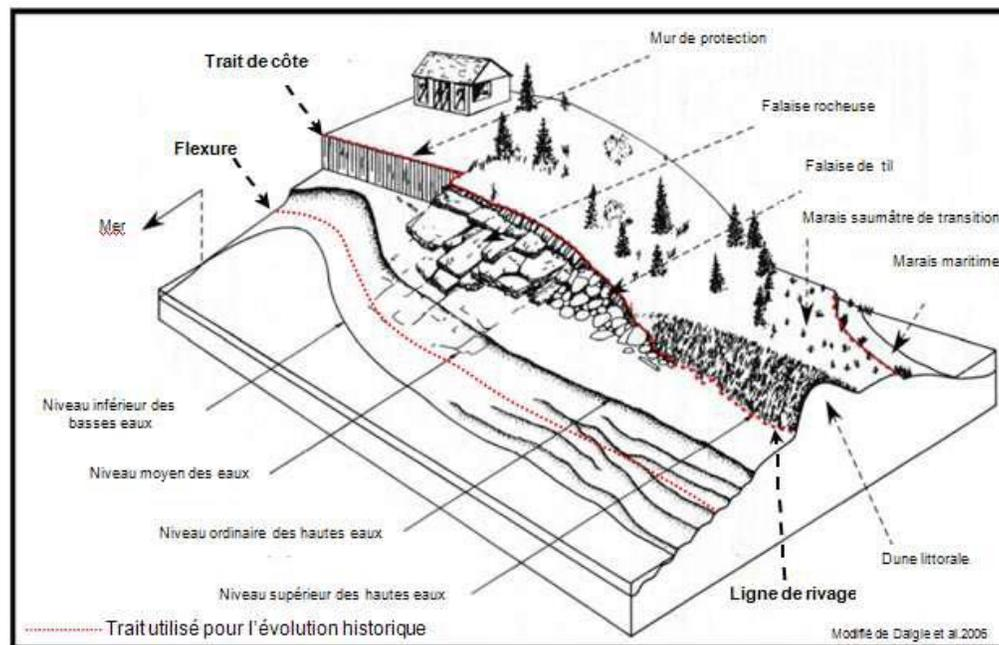 Mur de protection
Trait de côte
Falaise rocheuse
Flexure
Falaise de til
Mer
Marais saumâtre de transition
Marais maritime
Niveau inférieur des
basses eaux
Niveau moyen des eaux
Niveau ordinaire des hautes eaux
Dune littorale
Niveau supérieur des hautes eaux
Ligne de rivage
Trait utilisé pour l'évolution historique
Modifié de Daigle et al.2006